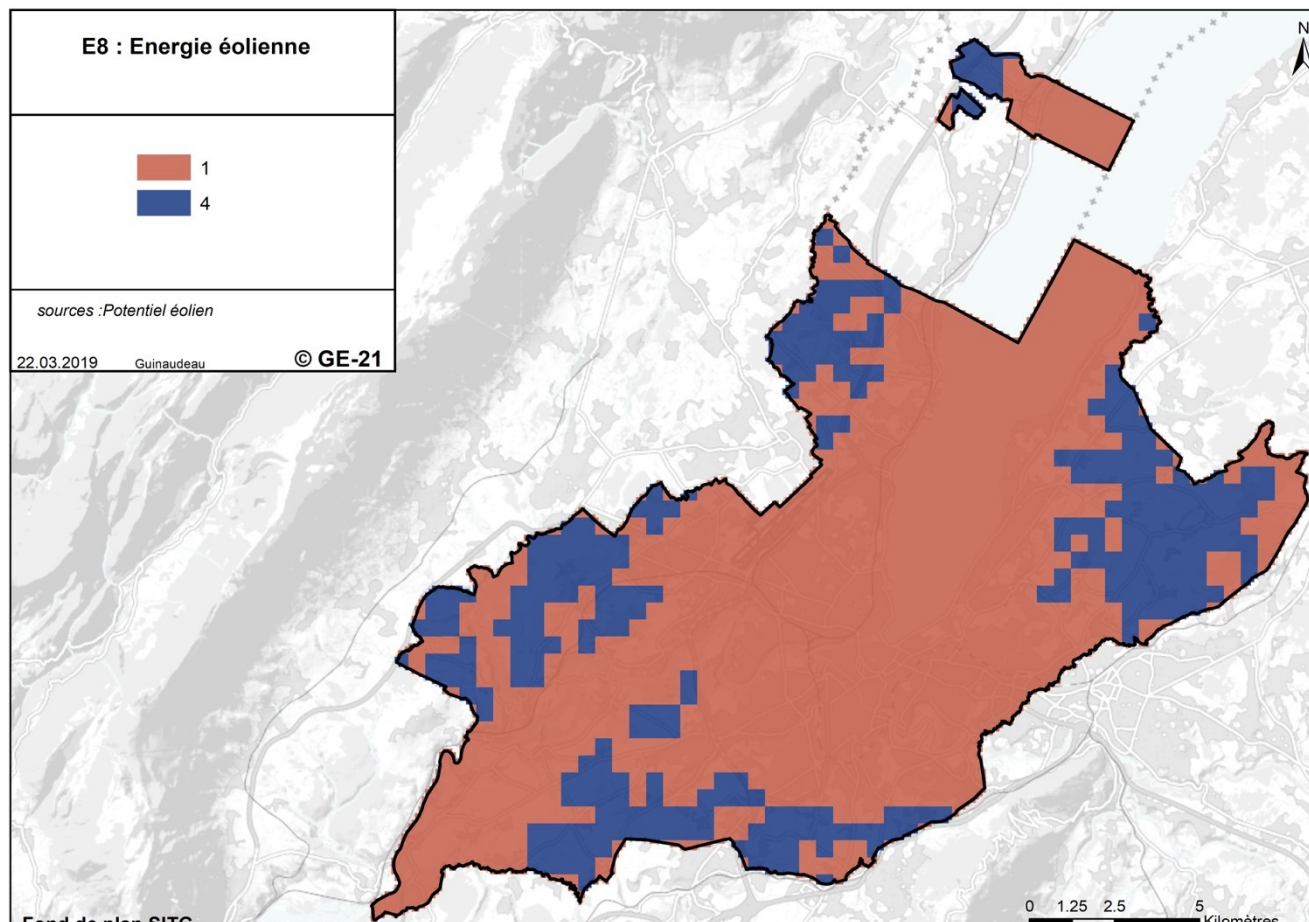 E8 : Energie éolienne
1
4
sources :Potentiel éolien
22.03.2019 Guinaudeau © GE-21
N
0 1.25 2.5 5
Kilomètres
Fond de plan SITG